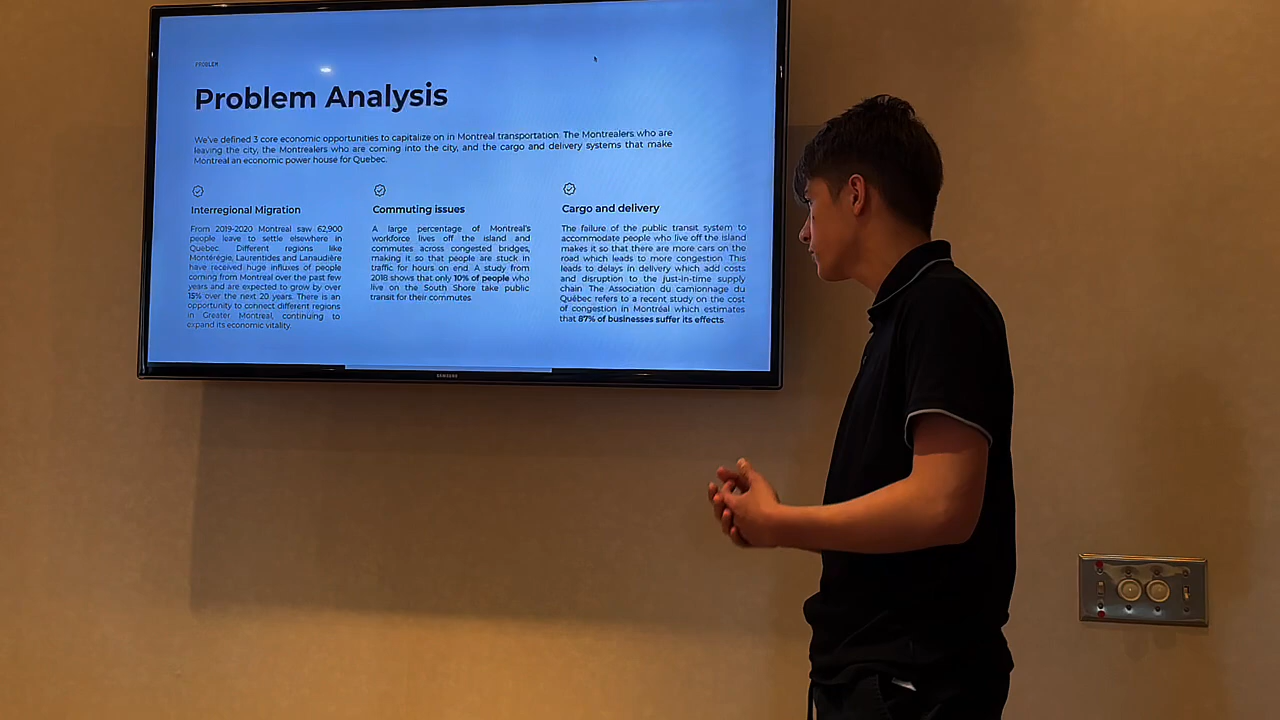 PROBLEM
Problem Analysis
We've defined 3 core economic opportunities to capitalize on in Montreal transportation. The Montrealers who are
leaving the city, the Montrealers who are coming into the city, and the cargo and delivery systems that make
Montreal an economic power house for Quebec.
Interregional Migration
From 2019-2020 Montreal saw 62,900
people leave to settle elsewhere in
Quebec. Different regions like
Montérégie, Laurentides and Lanaudière
have received huge influxes of people
coming from Montreal over the past few
years and are expected to grow by over
15% over the next 20 years. There is an
opportunity to connect different regions
in Greater Montreal, continuing to
expand its economic vitality.
Commuting issues
A large percentage of Montreal's
workforce lives off the island and
commutes across congested bridges,
making it so that people are stuck in
traffic for hours on end. A study from
2018 shows that only 10% of people who
live on the South Shore take public
transit for their commutes.
Cargo and delivery
The failure of the public transit system to
accommodate people who live off the island
makes it so that there are more cars on the
road which leads to more congestion. This
leads to delays in delivery which add costs
and disruption to the just-in-time supply
chain. The Association du camionnage du
Québec refers to a recent study on the cost
of congestion in Montréal which estimates
that 87% of businesses suffer its effects.
SAMSUNG